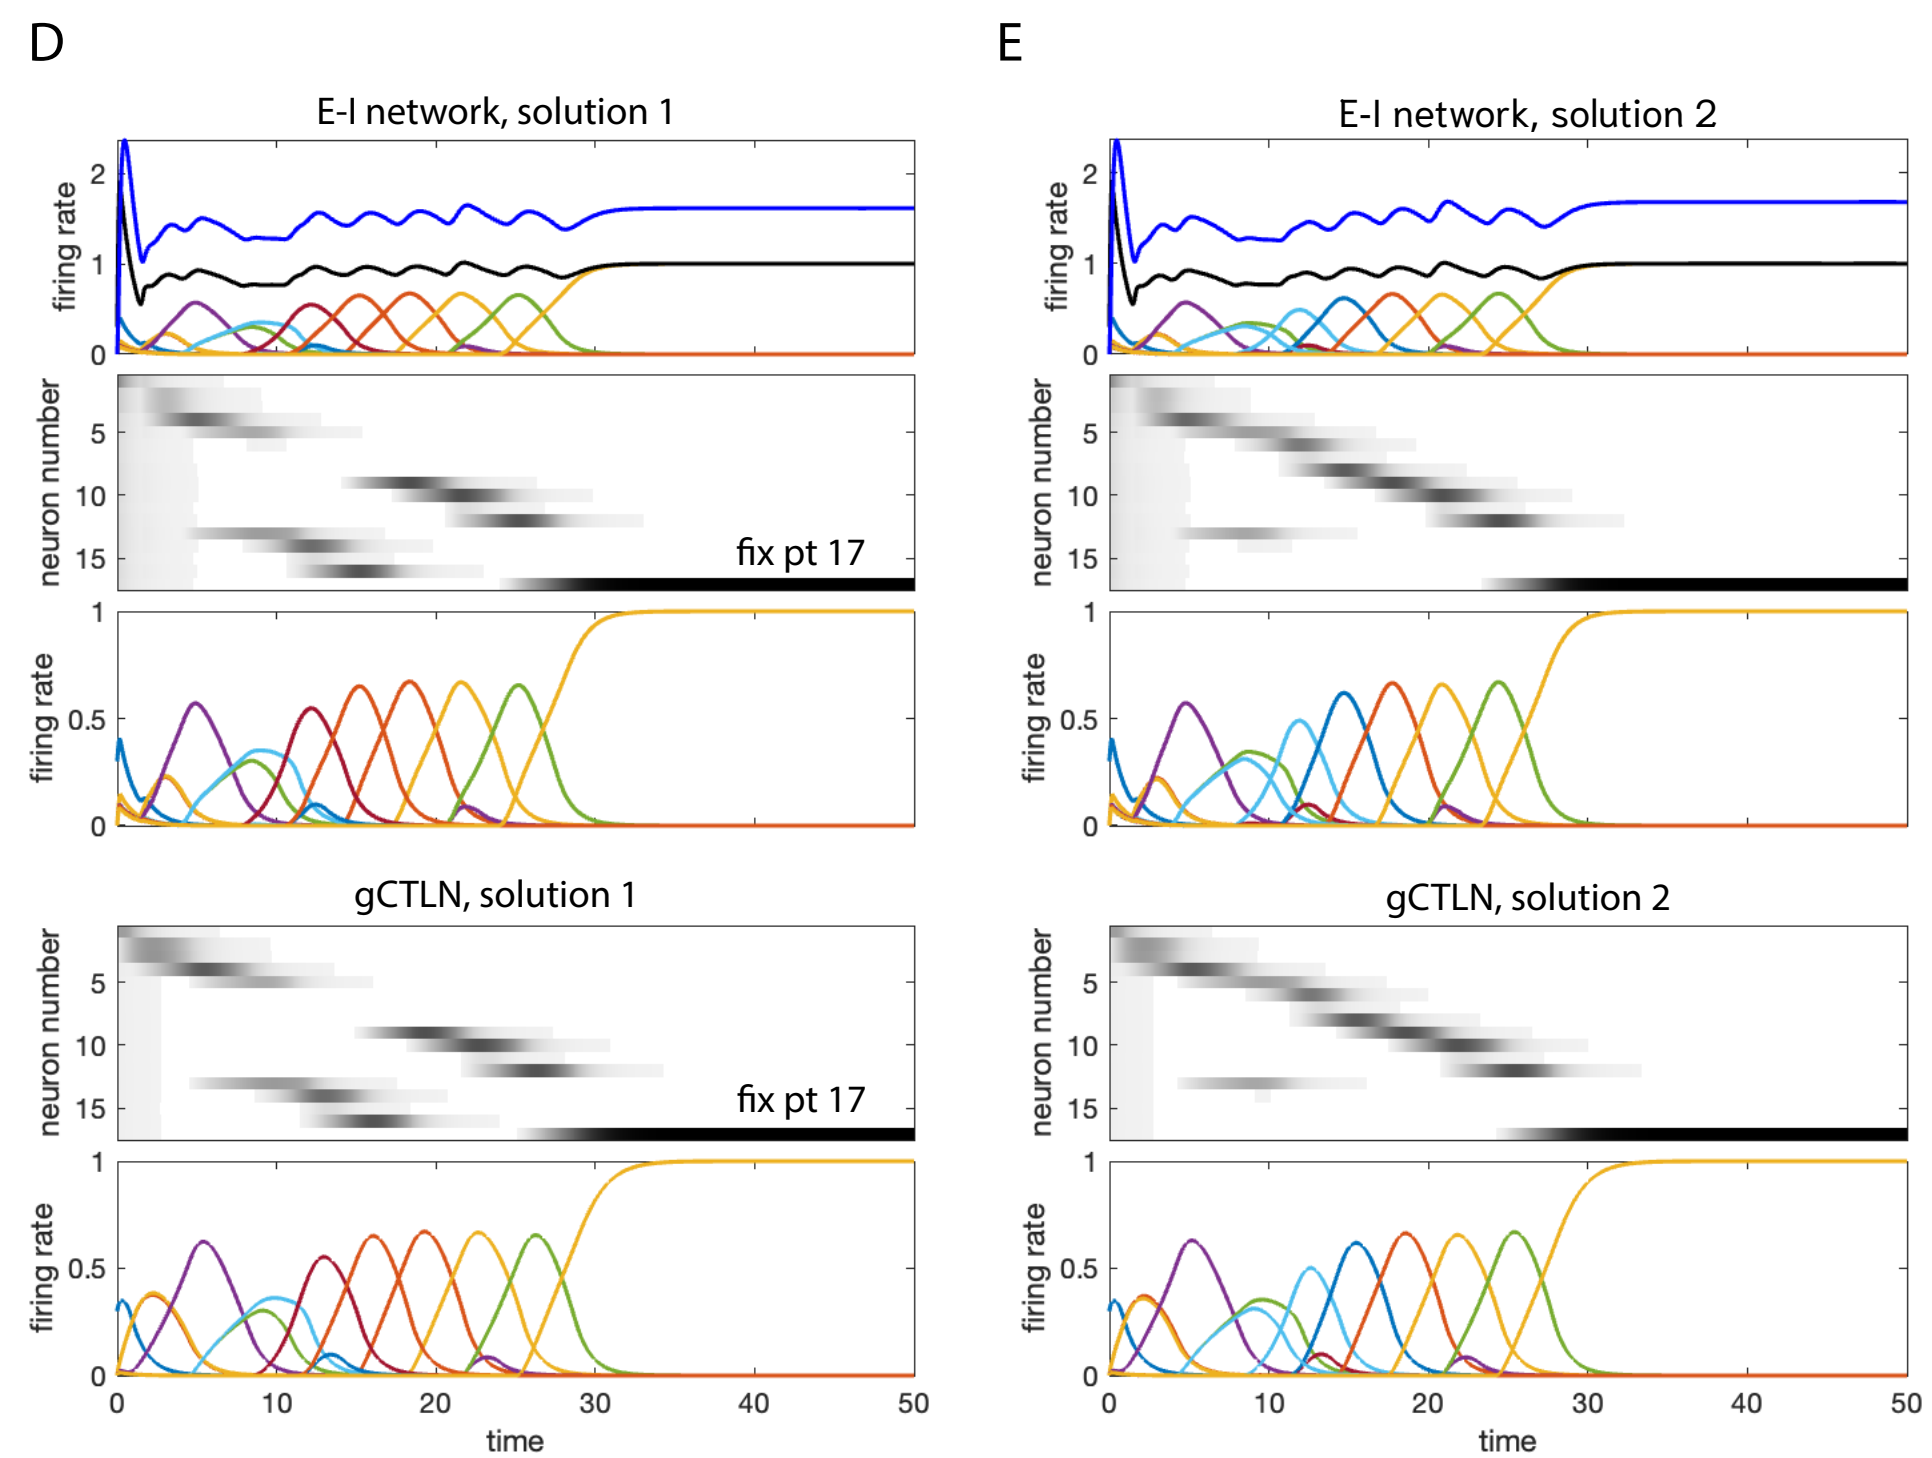 D
E-I network, solution 1
firing rate
2
1
0
neuron number
5
10
15
fix pt 17
firing rate
1
0.5
0
gCTLN, solution 1
neuron number
5
10
15
fix pt 17
firing rate
1
0.5
0
0 10 20 30 40 50
time
E
E-I network, solution 2
firing rate
2
1
0
neuron number
5
10
15
firing rate
1
0.5
0
gCTLN, solution 2
neuron number
5
10
15
firing rate
1
0.5
0
0 10 20 30 40 50
time